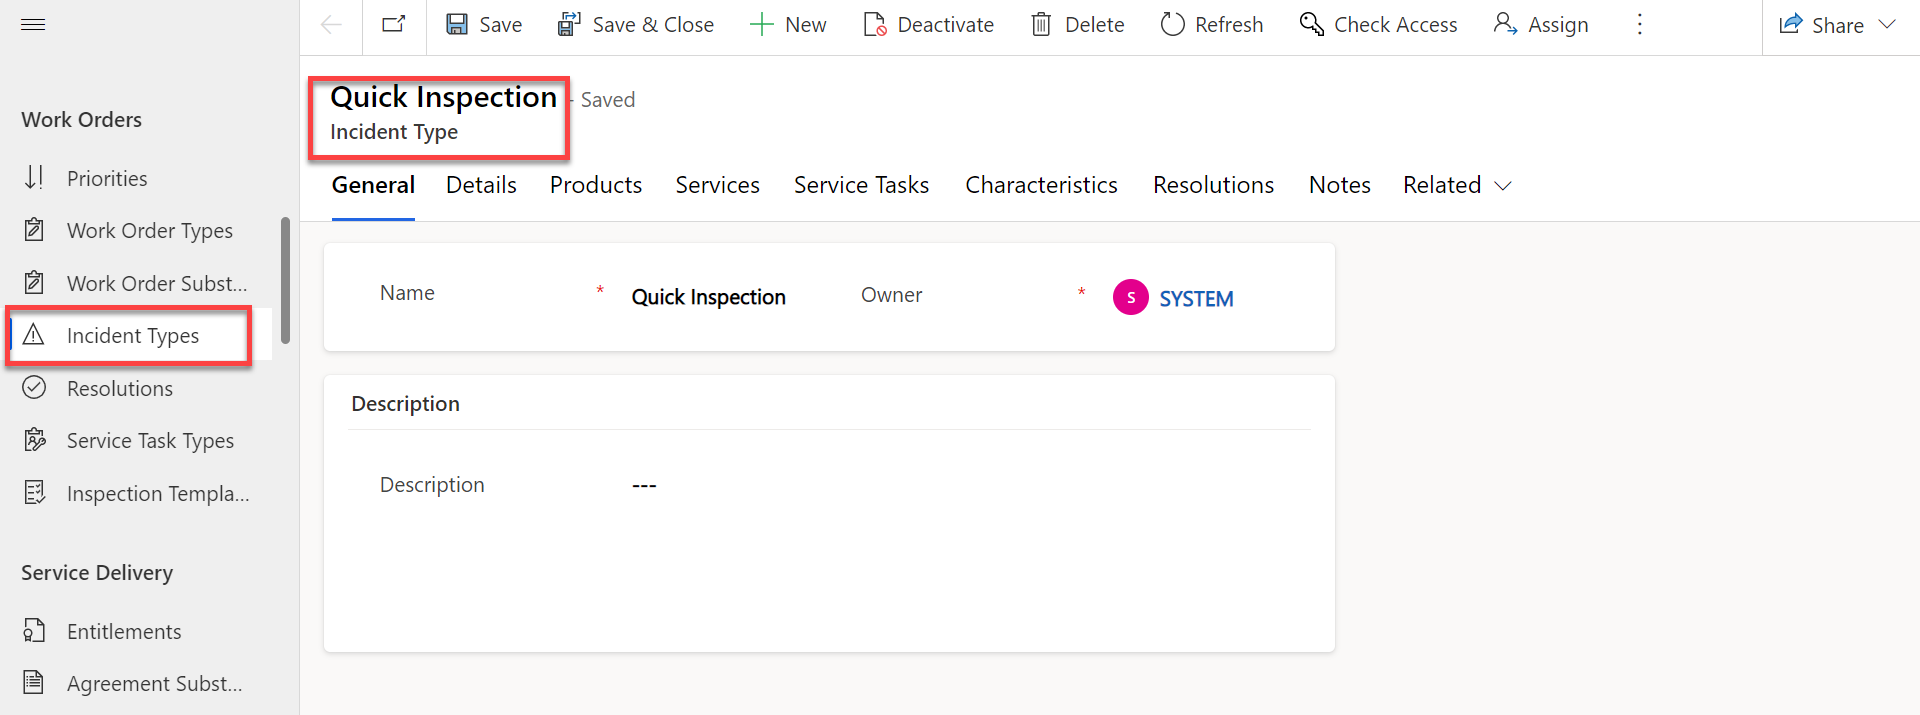 Save
Save & Close
New
Deactivate
Delete
Refresh
Check Access
Assign
Share
Work Orders
Priorities
Work Order Types
Work Order Subst...
Incident Types
Resolutions
Service Task Types
Inspection Templa...
Service Delivery
Entitlements
Agreement Subst...
Quick Inspection - Saved
Incident Type
General Details Products Services Service Tasks Characteristics Resolutions Notes Related
Name * Quick Inspection Owner * S SYSTEM
Description
Description ---